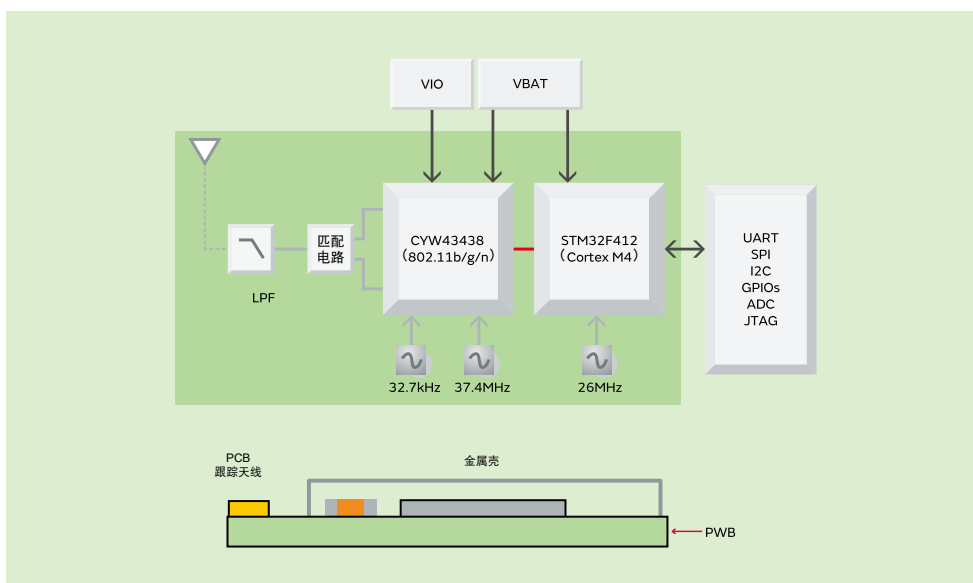 VIO
VBAT
匹配
电路
CYW43438
（802.11b/g/n）
STM32F412
（Cortex M4）
UART
SPI
I2C
GPIOs
ADC
JTAG
LPF
32.7kHz
37.4MHz
26MHz
PCB
跟踪天线
金属壳
PWB